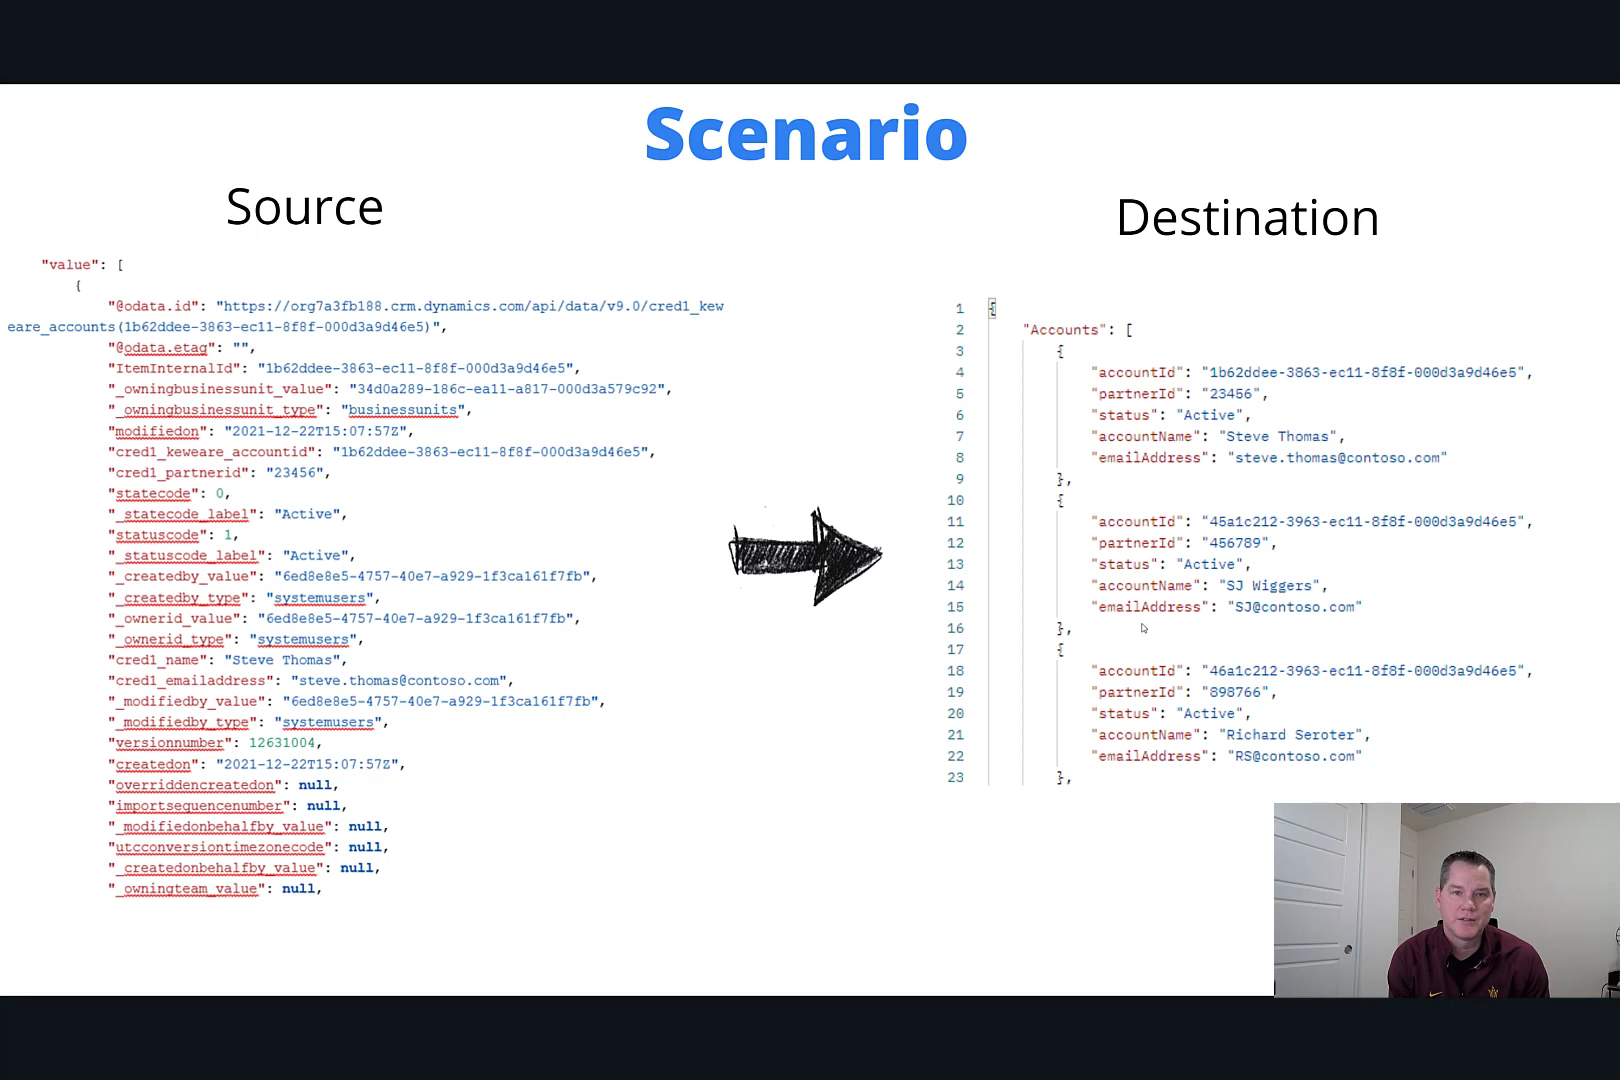 Scenario
Source
"value": [
{
"@odata.id": "https://org7a3fb188.crm.dynamics.com/api/data/v9.0/cred1_kew
eare_accounts(1b62ddee-3863-ec11-8f8f-000d3a9d46e5)",
"@odata.etag": "",
"ItemInternalId": "1b62ddee-3863-ec11-8f8f-000d3a9d46e5",
"_owningbusinessunit_value": "34d0a289-186c-ea11-a817-000d3a579c92",
"_owningbusinessunit_type": "businessunits",
"modifiedon": "2021-12-22T15:07:57Z",
"cred1_keweare_accountid": "1b62ddee-3863-ec11-8f8f-000d3a9d46e5",
"cred1_partnerid": "23456",
"statecode": 0,
"_statecode_label": "Active",
"statuscode": 1,
"_statuscode_label": "Active",
"_createdby_value": "6ed8e8e5-4757-40e7-a929-1f3ca161f7fb",
"_createdby_type": "systemusers",
"_ownerid_value": "6ed8e8e5-4757-40e7-a929-1f3ca161f7fb",
"_ownerid_type": "systemusers",
"cred1_name": "Steve Thomas",
"cred1_emailaddress": "steve.thomas@contoso.com",
"_modifiedby_value": "6ed8e8e5-4757-40e7-a929-1f3ca161f7fb",
"_modifiedby_type": "systemusers",
"versionnumber": 12631004,
"createdon": "2021-12-22T15:07:57Z",
"overriddencreatedon": null,
"importsequencenumber": null,
"_modifiedonbehalfby_value": null,
"utcconversiontimezonecode": null,
"_createdonbehalfby_value": null,
"_owningteam_value": null,
Destination
1 {
2 "Accounts": [
3 {
4 "accountId": "1b62ddee-3863-ec11-8f8f-000d3a9d46e5",
5 "partnerId": "23456",
6 "status": "Active",
7 "accountName": "Steve Thomas",
8 "emailAddress": "steve.thomas@contoso.com"
9 },
10 {
11 "accountId": "45a1c212-3963-ec11-8f8f-000d3a9d46e5",
12 "partnerId": "456789",
13 "status": "Active",
14 "accountName": "SJ Wiggers",
15 "emailAddress": "SJ@contoso.com"
16 },
17 {
18 "accountId": "46a1c212-3963-ec11-8f8f-000d3a9d46e5",
19 "partnerId": "898766",
20 "status": "Active",
21 "accountName": "Richard Seroter",
22 "emailAddress": "RS@contoso.com"
23 },